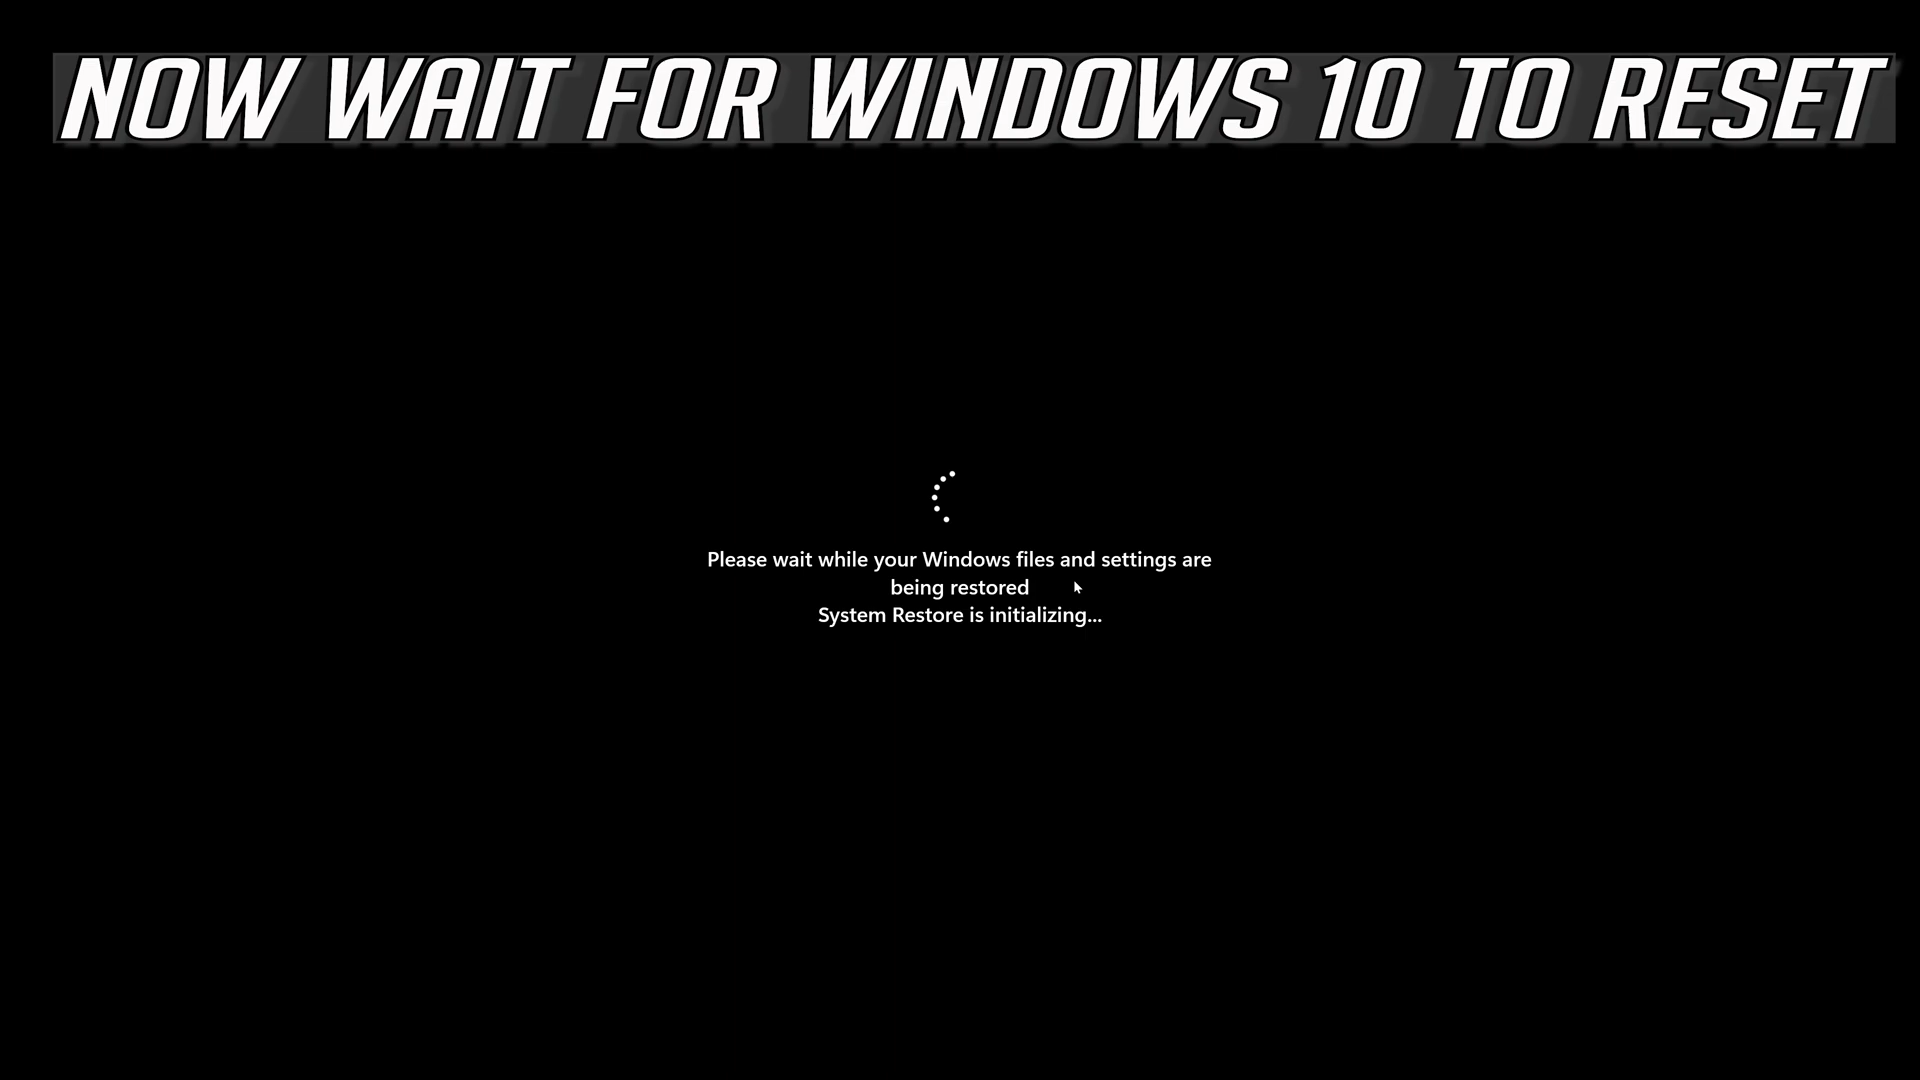 NOW WAIT FOR WINDOWS 10 TO RESET
Please wait while your Windows files and settings are
being restored
System Restore is initializing...